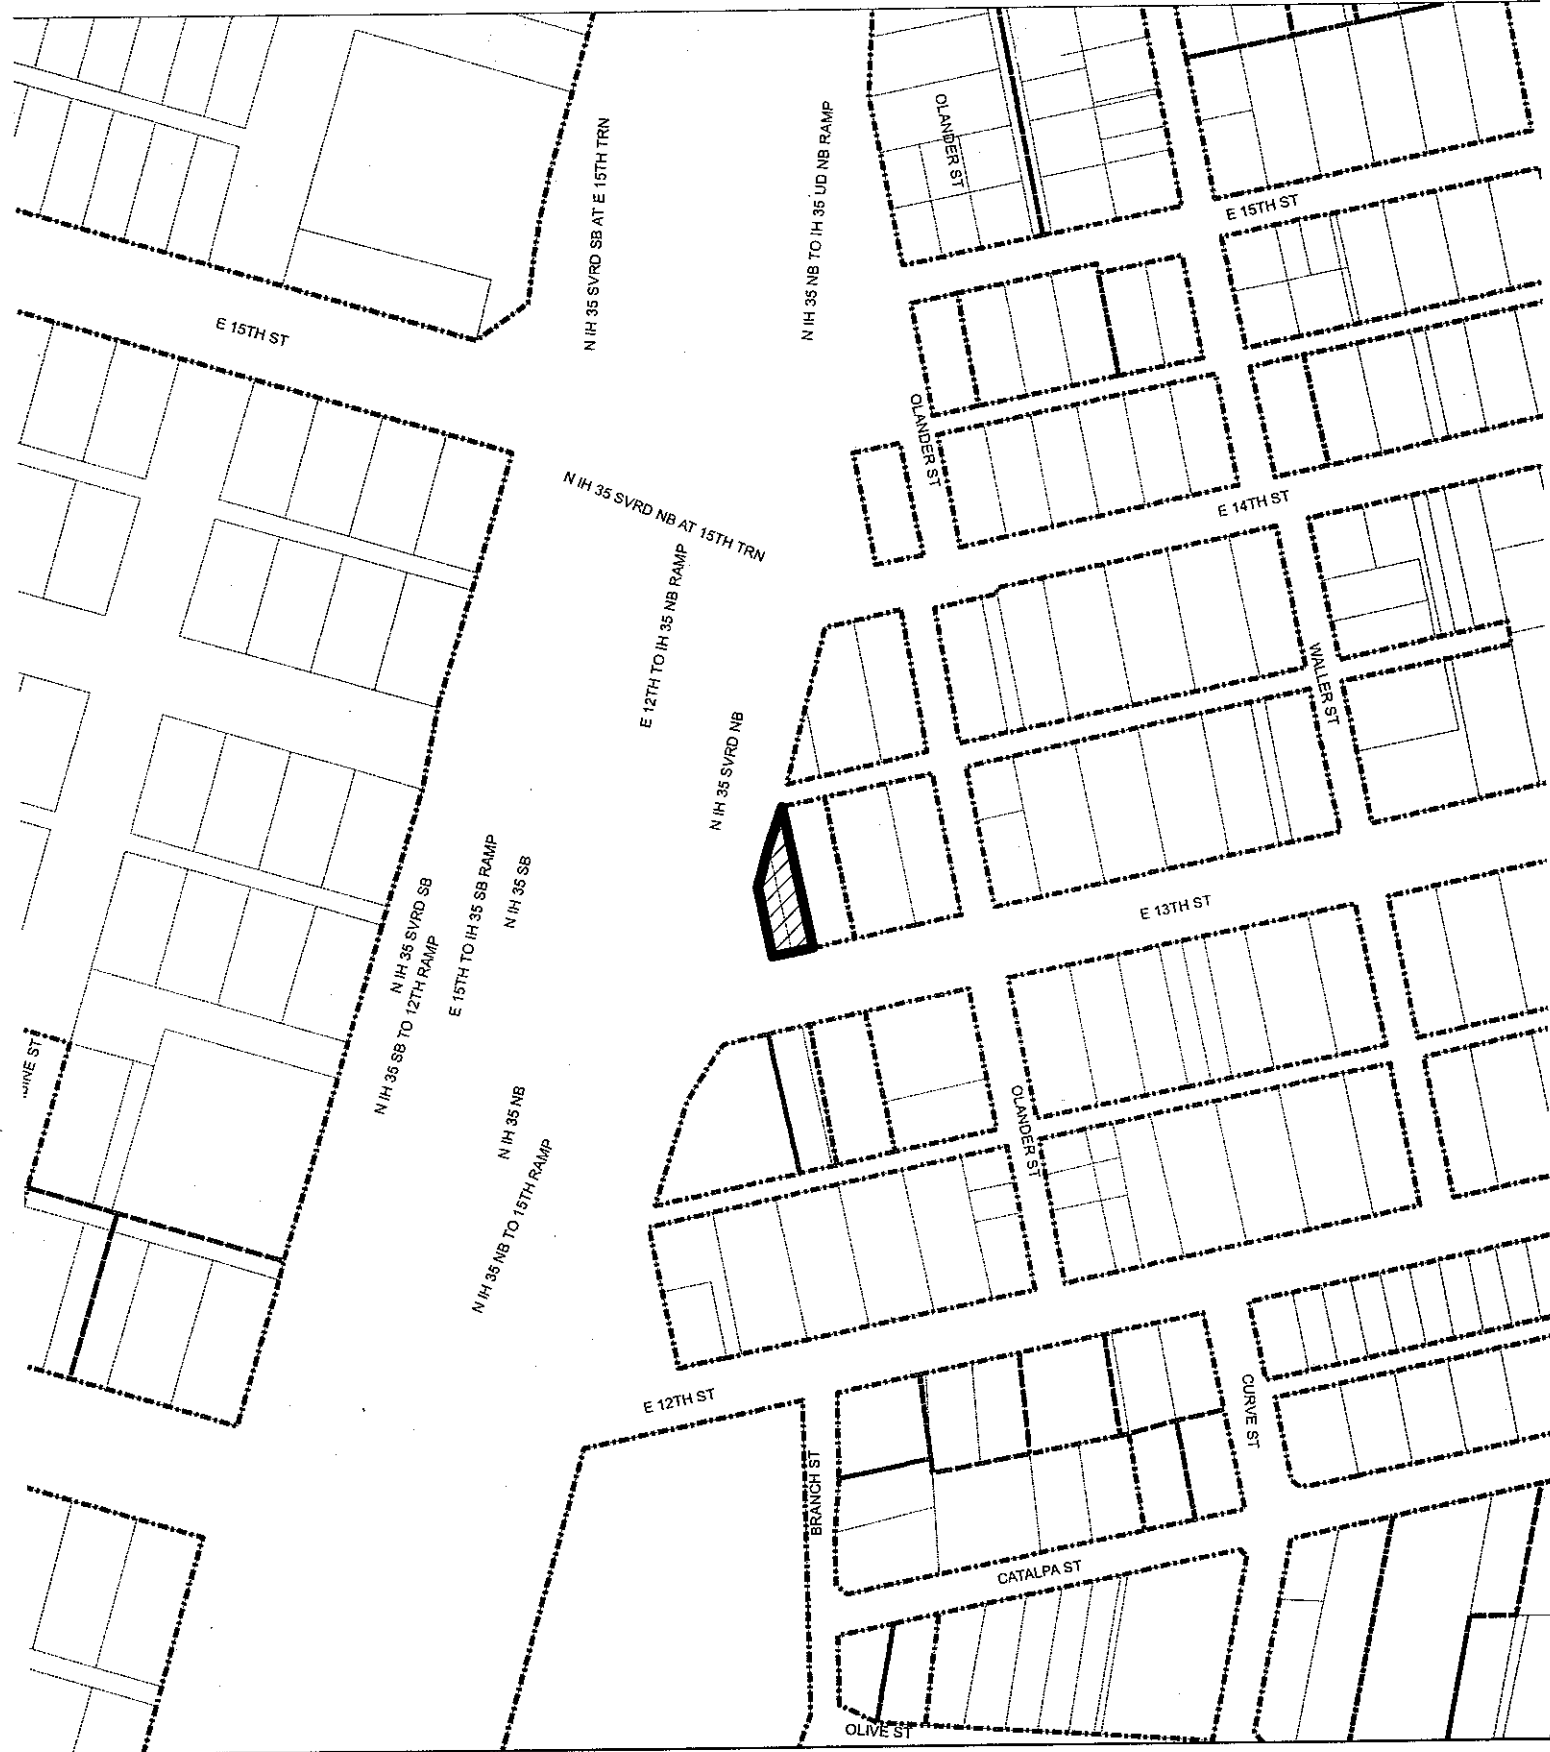 OLANDER ST
N IH 35 SVRD SB AT E 15TH TRN
N IH 35 NB TO IH 35 UD NB RAMP
E 15TH ST
E 15TH ST
OLANDER ST
N IH 35 SVRD NB AT 15TH TRN
E 14TH ST
E 12TH TO IH 35 NB RAMP
WALLER ST
N IH 35 SVRD NB
N IH 35 SVRD SB
E 15TH TO IH 35 SB RAMP
N IH 35 SB
E 13TH ST
N IH 35 SB TO 12TH RAMP
N IH 35 NB
OLANDER ST
N IH 35 NB TO 15TH RAMP
E 12TH ST
CURVE ST
BRANCH ST
CATALPA ST
OLIVE ST